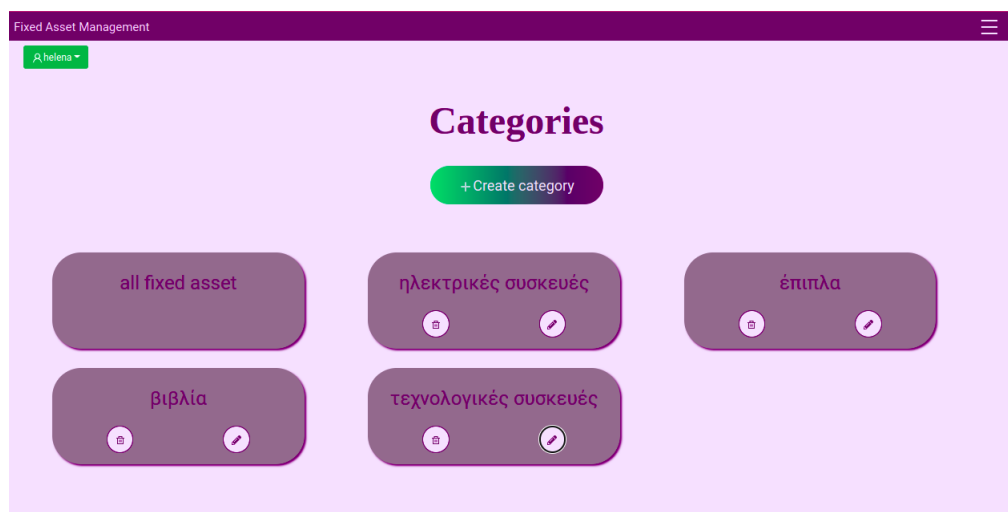 Fixed Asset Management
helena
Categories
+ Create category
all fixed asset
ηλεκτρικές συσκευές
έπιπλα
βιβλία
τεχνολογικές συσκευές